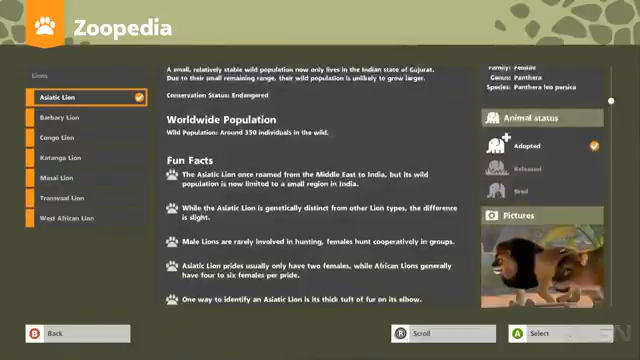 Zoopedia
Lions
Asiatic Lion
Barbary Lion
Congo Lion
Katanga Lion
Masai Lion
Transvaal Lion
West African Lion
A small, relatively stable wild population now only lives in the Indian state of Gujurat.
Due to their small remaining range, their wild population is unlikely to grow larger.
Conservation Status: Endangered
Worldwide Population
Wild Population: Around 350 individuals in the wild.
Fun Facts
The Asiatic Lion once roamed from the Middle East to India, but its wild
population is now limited to a small region in India.
While the Asiatic Lion is genetically distinct from other Lion types, the difference
is slight.
Male Lions are rarely involved in hunting, females hunt cooperatively in groups.
Asiatic Lion prides usually only have two females, while African Lions generally
have four to six females per pride.
One way to identify an Asiatic Lion is its thick tuft of fur on its elbow.
Family: Felidae
Genus: Panthera
Species: Panthera leo persica
Animal status
Adopted
Released
Bred
Pictures
B Back
R Scroll
A Select